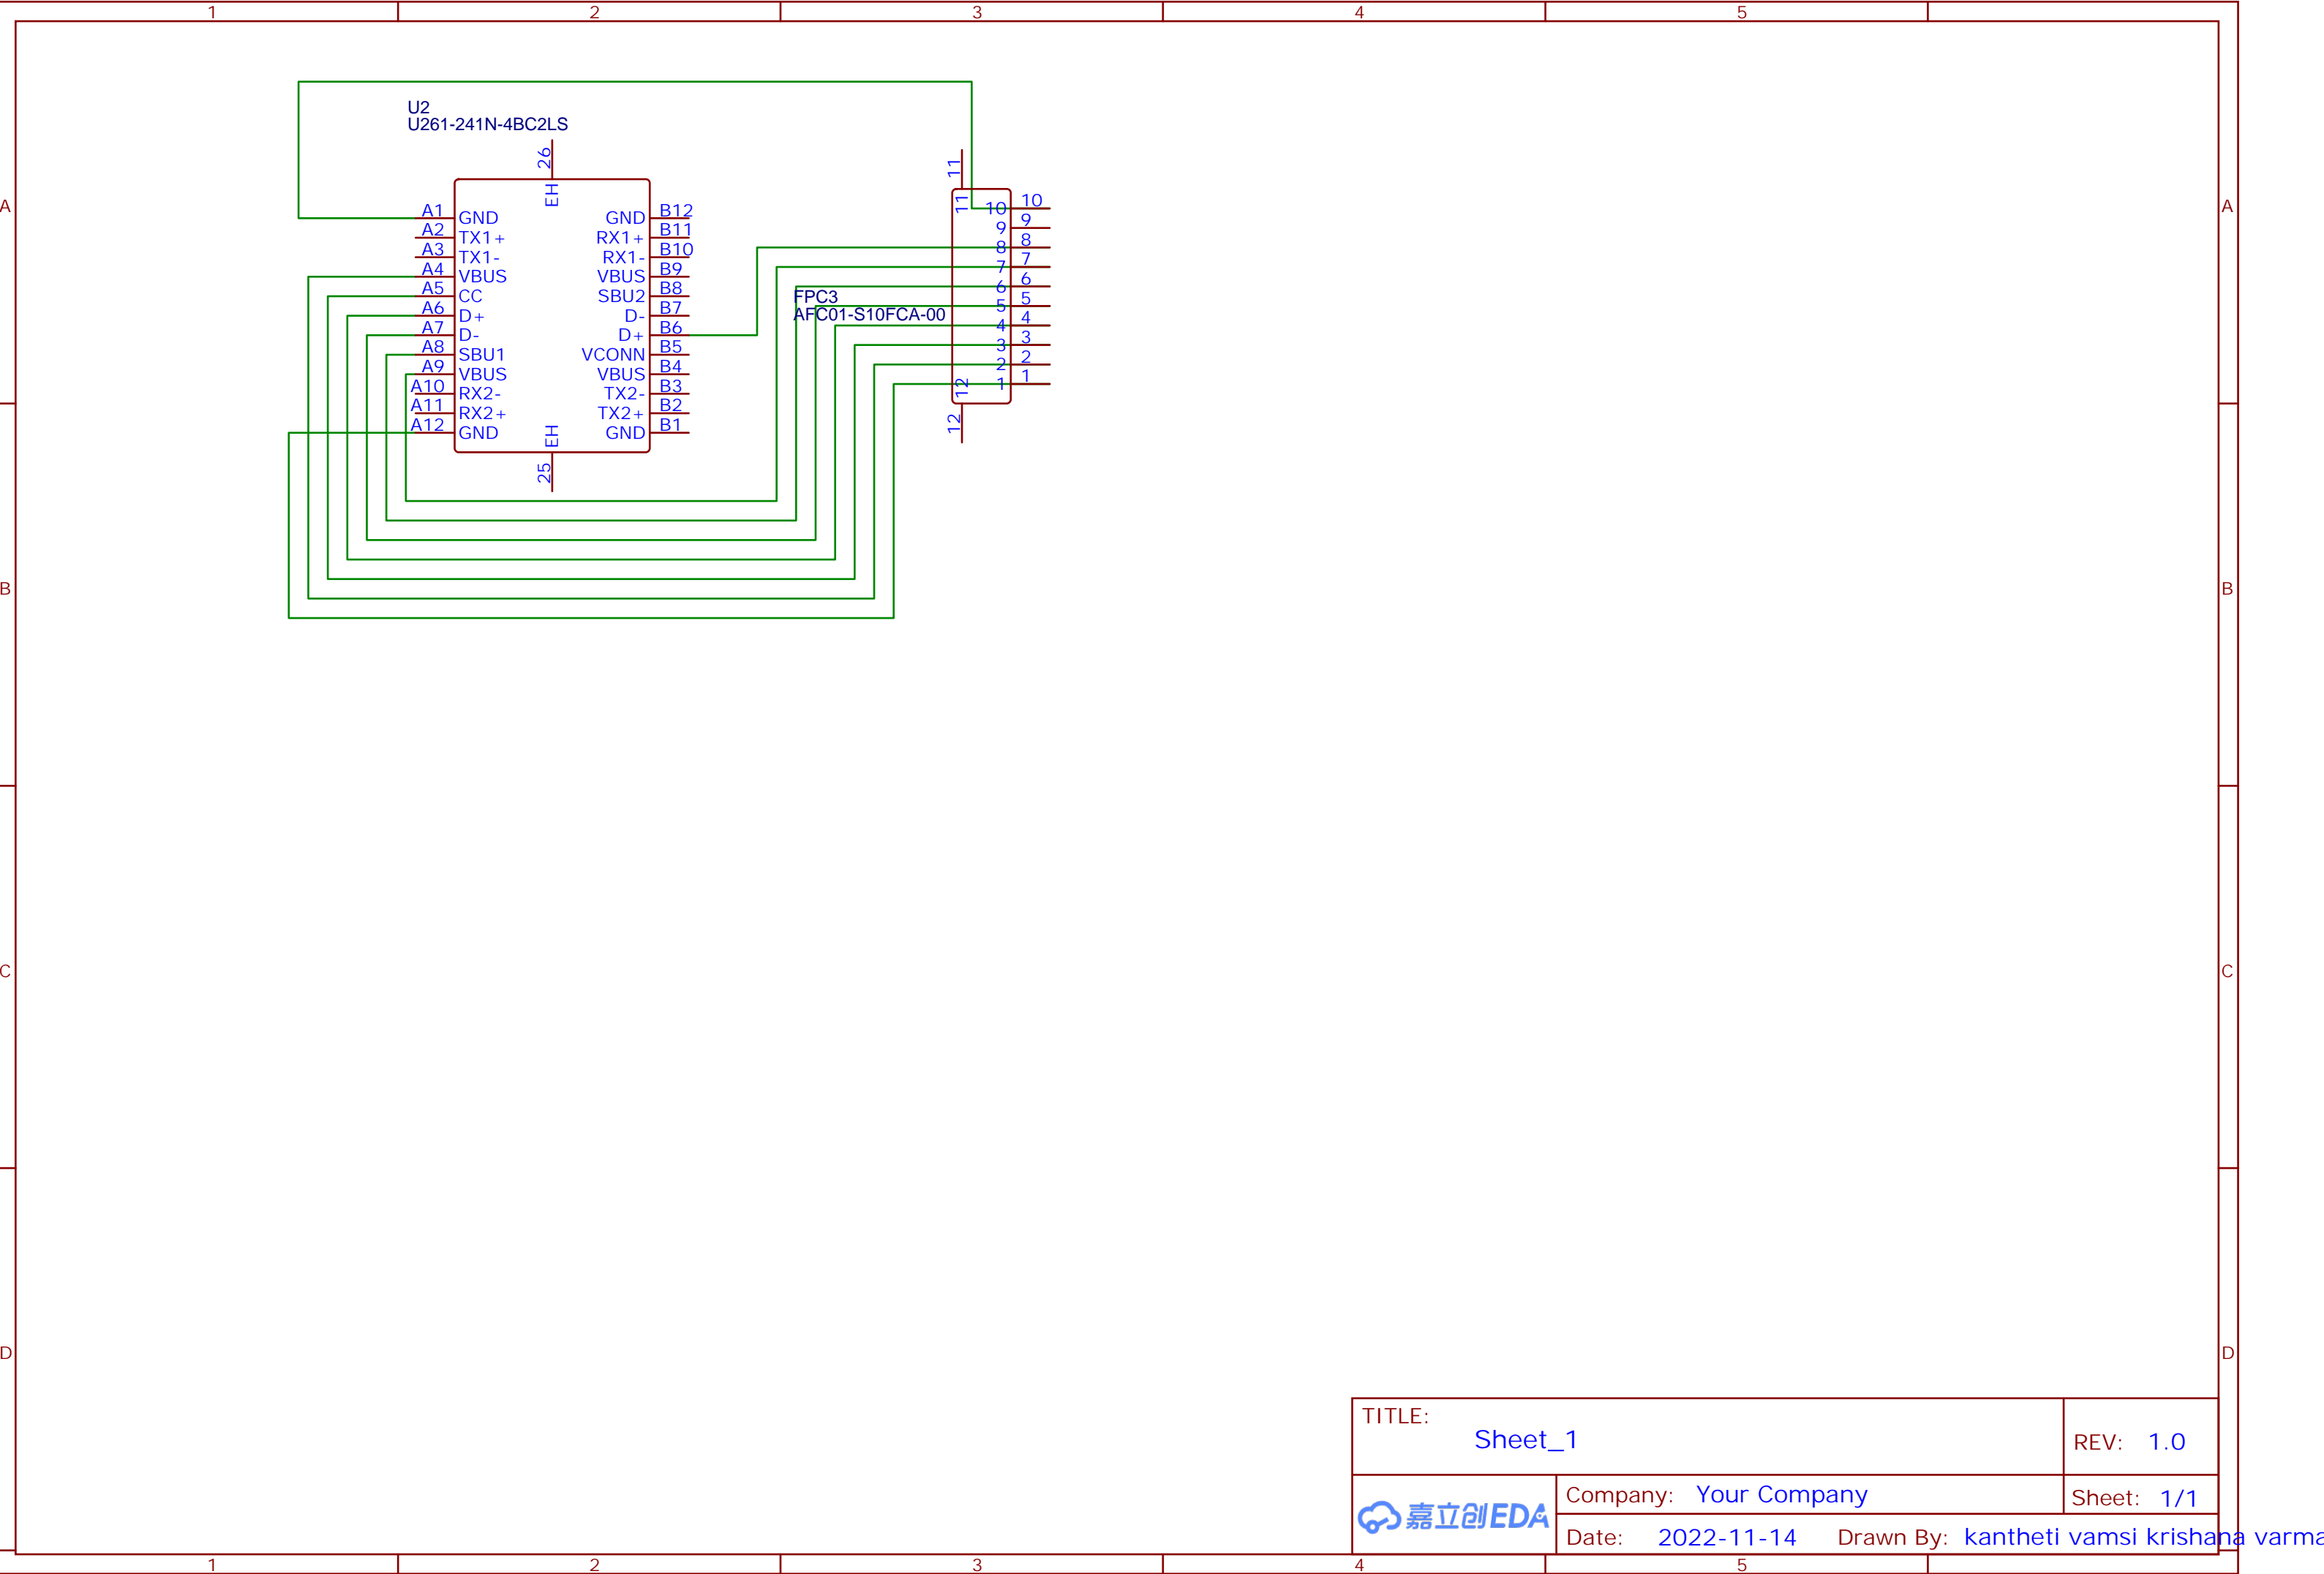 1 2 3 4 5
U2
U261-241N-4BC2LS
26
EH
11
11
A A
A1 GND GND B12
A2 TX1+ RX1+ B11
A3 TX1- RX1- B10
A4 VBUS VBUS B9
A5 CC SBU2 B8
A6 D+ D- B7
A7 D- D+ B6
A8 SBU1 VCONN B5
A9 VBUS VBUS B4
A10 RX2- TX2- B3
A11 RX2+ TX2+ B2
A12 GND GND B1
EH
25
10 10
9 9
8 8
7 7
6 6
5 5
4 4
3 3
2 2
1 1
FPC3
AFC01-S10FCA-00
12
12
B B
C C
D D
TITLE:
Sheet_1
REV: 1.0
嘉立创EDA
Company: Your Company
Sheet: 1/1
Date: 2022-11-14 Drawn By: kantheti vamsi krishana varma
1 2 3 4 5